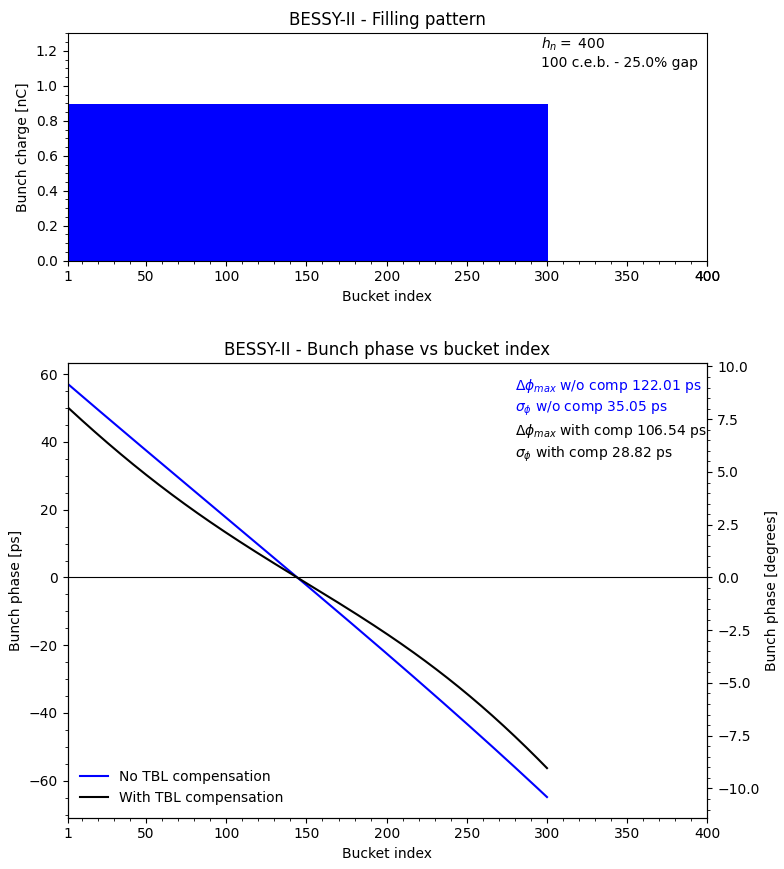 BESSY-II - Filling pattern
h_n = 400
100 c.e.b. - 25.0% gap
Bunch charge [nC]
1.2
1.0
0.8
0.6
0.4
0.2
0.0
1 50 100 150 200 250 300 350 400
Bucket index
BESSY-II - Bunch phase vs bucket index
Δϕ_max w/o comp 122.01 ps
σ_ϕ w/o comp 35.05 ps
Δϕ_max with comp 106.54 ps
σ_ϕ with comp 28.82 ps
Bunch phase [ps]
60
40
20
0
−20
−40
−60
10.0
7.5
5.0
2.5
0.0
−2.5
−5.0
−7.5
−10.0
Bunch phase [degrees]
No TBL compensation
With TBL compensation
1 50 100 150 200 250 300 350 400
Bucket index